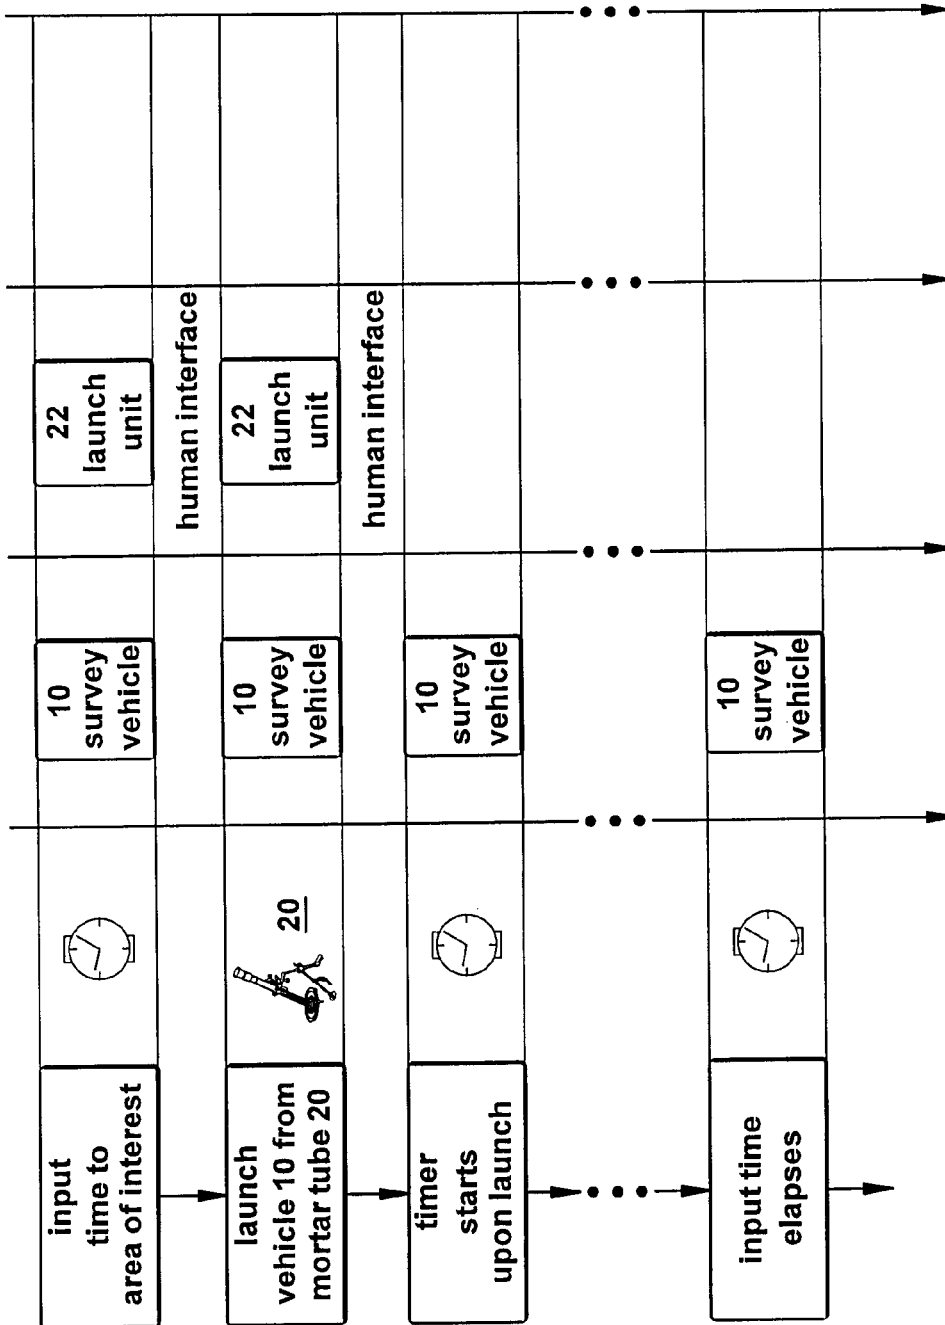 input
time to
area of interest
20
10
survey
vehicle
22
launch
unit
human interface
launch
vehicle 10 from
mortar tube 20
10
survey
vehicle
22
launch
unit
human interface
timer
starts
upon launch
10
survey
vehicle
input time
elapses
10
survey
vehicle